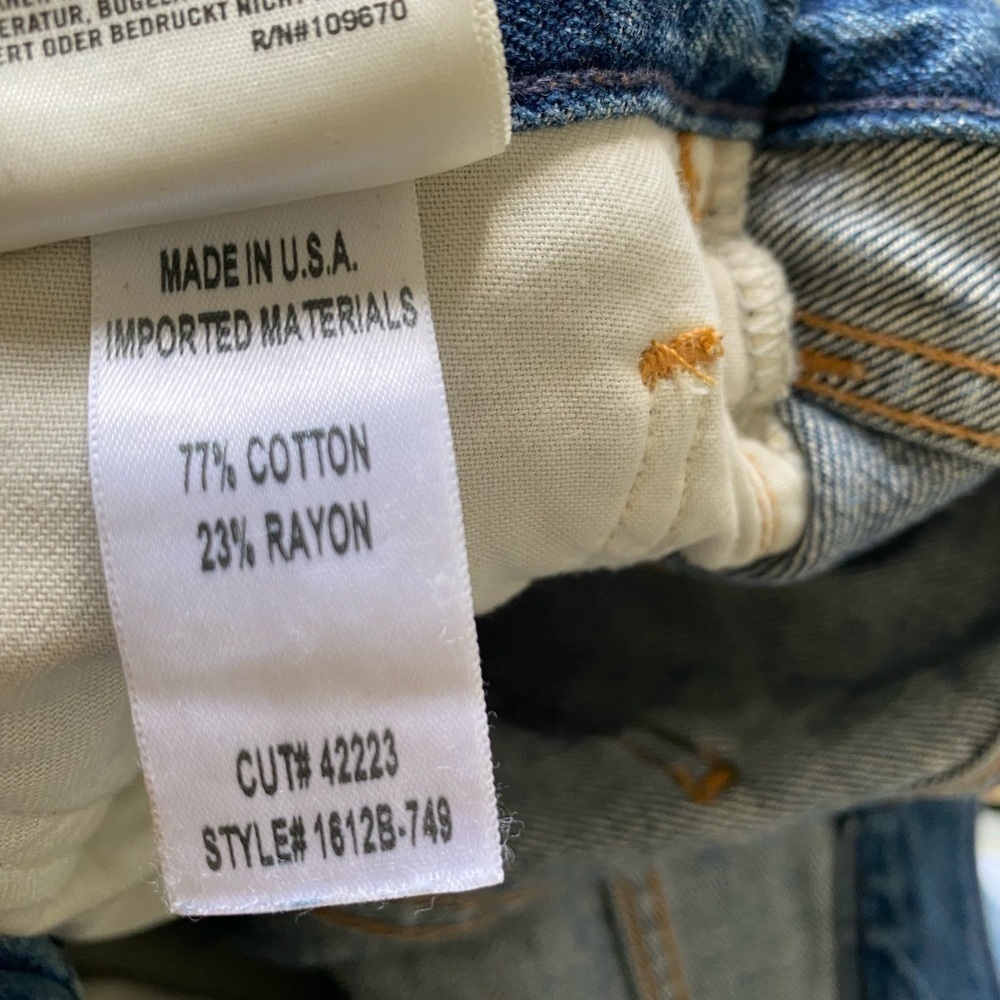 ERATUR, BÜGELN
ERT ODER BEDRUCKT NICHT
R/N#109670
MADE IN U.S.A.
IMPORTED MATERIALS
77% COTTON
23% RAYON
CUT# 42223
STYLE# 1612B-749